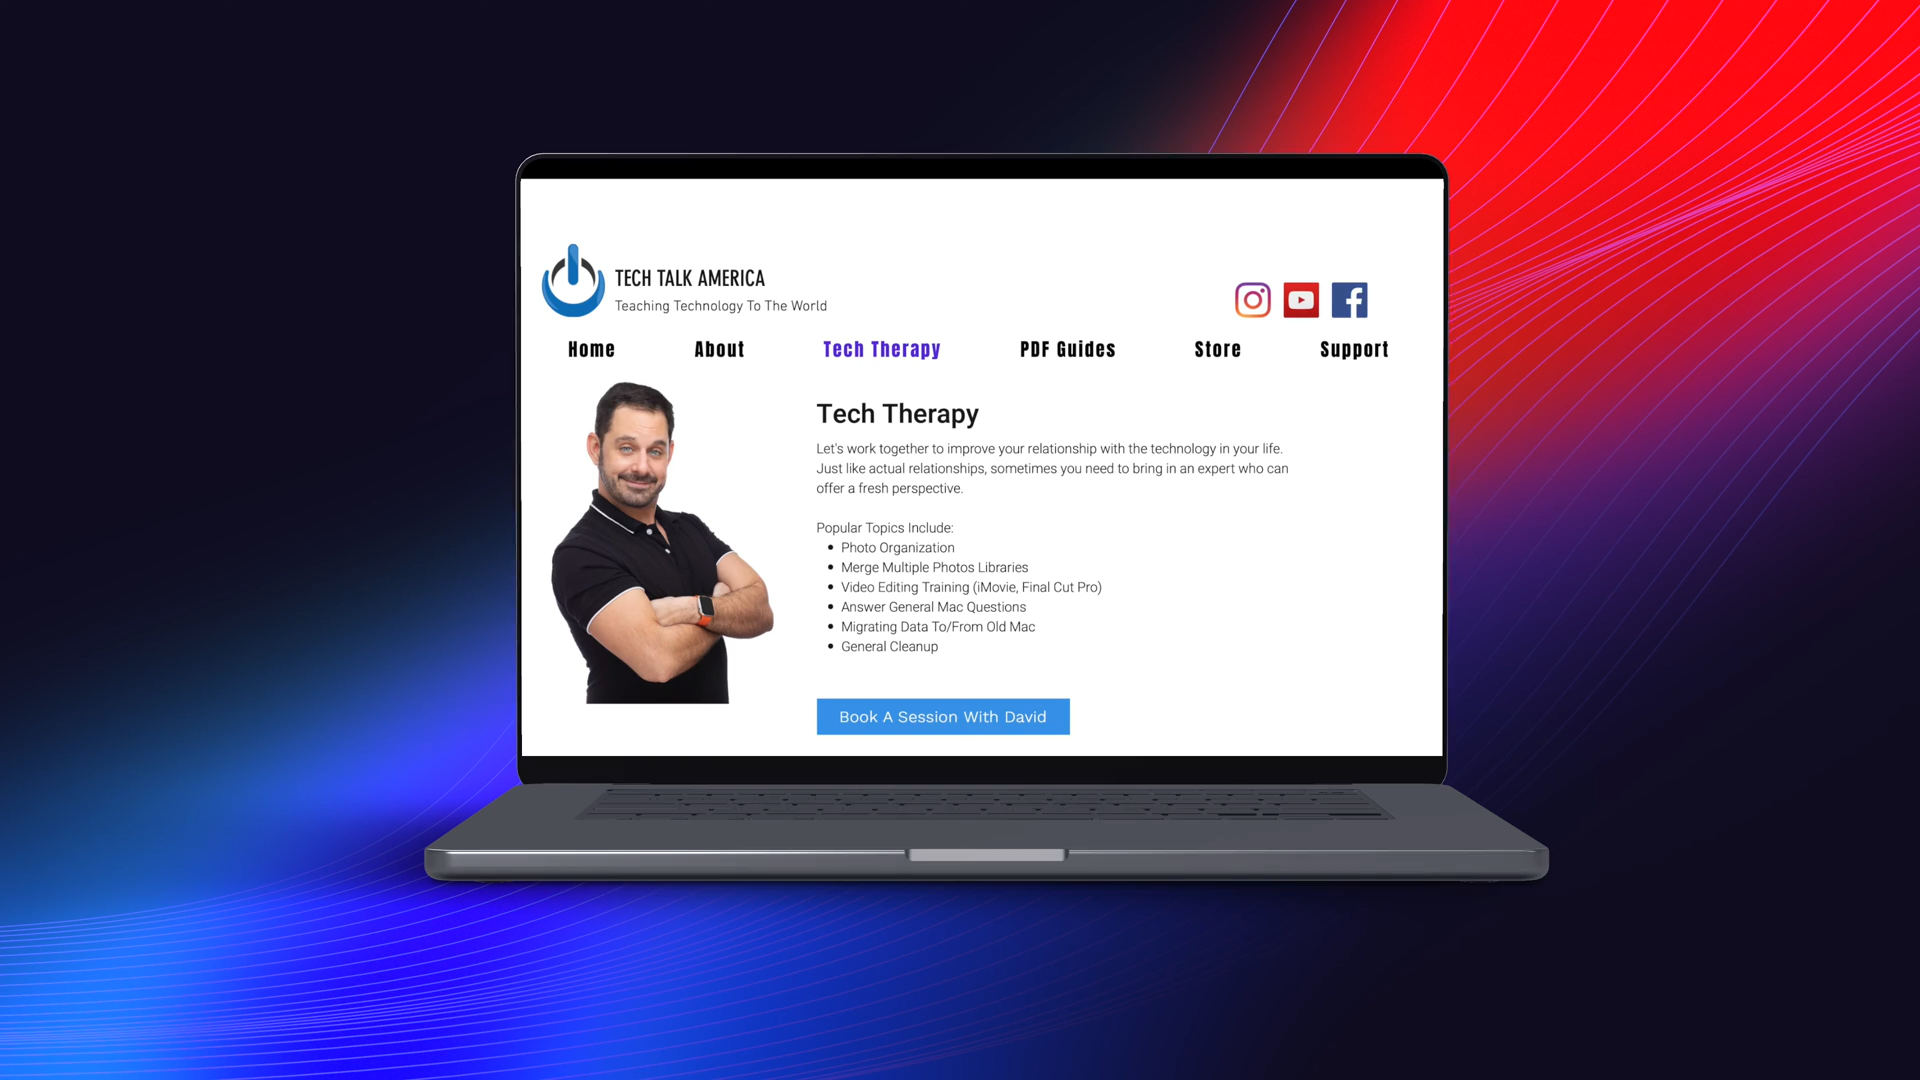 TECH TALK AMERICA
Teaching Technology To The World
Home
About
Tech Therapy
PDF Guides
Store
Support
Tech Therapy
Let's work together to improve your relationship with the technology in your life.
Just like actual relationships, sometimes you need to bring in an expert who can
offer a fresh perspective.
Popular Topics Include:
Photo Organization
Merge Multiple Photos Libraries
Video Editing Training (iMovie, Final Cut Pro)
Answer General Mac Questions
Migrating Data To/From Old Mac
General Cleanup
Book A Session With David